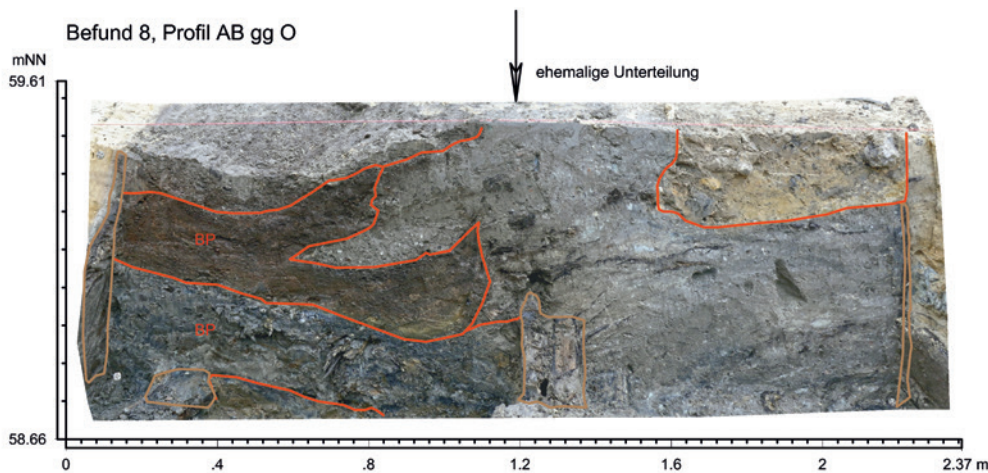 Befund 8, Profil AB gg O
mNN
ehemalige Unterteilung
59.61
BP
BP
58.66
0 .4 .8 1.2 1.6 2 2.37 m